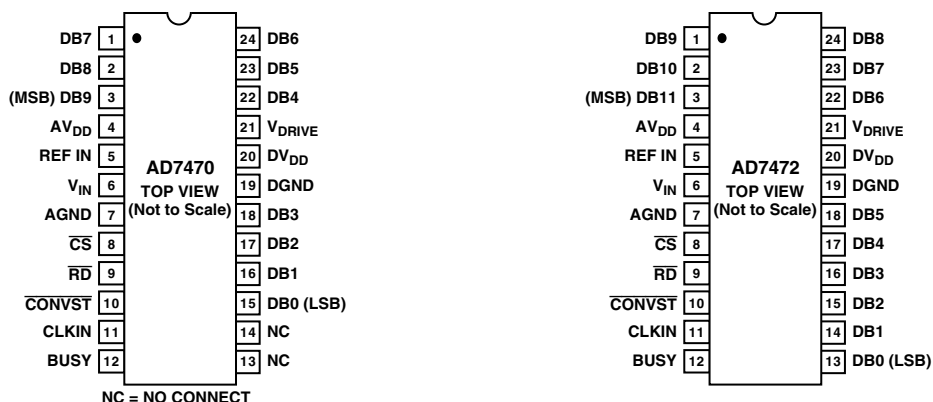 DB7 1 24 DB6
DB8 2 23 DB5
(MSB) DB9 3 22 DB4
AVDD 4 21 VDRIVE
REF IN 5 20 DVDD
VIN 6 19 DGND
AGND 7 18 DB3
CS 8 17 DB2
RD 9 16 DB1
CONVST 10 15 DB0 (LSB)
CLKIN 11 14 NC
BUSY 12 13 NC
AD7470
TOP VIEW
(Not to Scale)
NC = NO CONNECT
DB9 1 24 DB8
DB10 2 23 DB7
(MSB) DB11 3 22 DB6
AVDD 4 21 VDRIVE
REF IN 5 20 DVDD
VIN 6 19 DGND
AGND 7 18 DB5
CS 8 17 DB4
RD 9 16 DB3
CONVST 10 15 DB2
CLKIN 11 14 DB1
BUSY 12 13 DB0 (LSB)
AD7472
TOP VIEW
(Not to Scale)